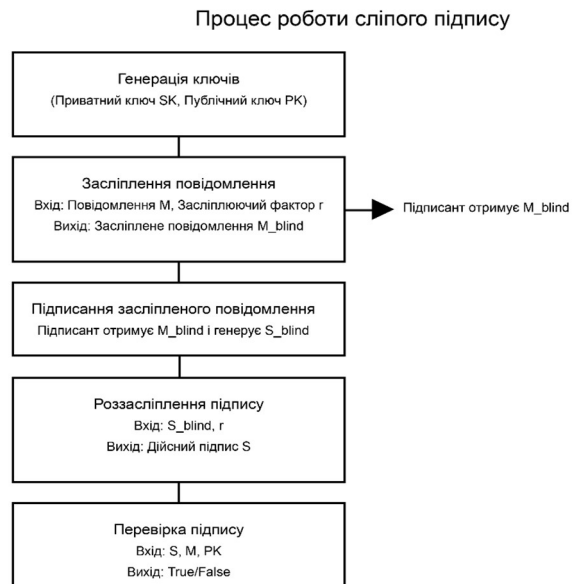 Процес роботи сліпого підпису
Генерація ключів
(Приватний ключ SK, Публічний ключ PK)
Засліплення повідомлення
Вхід: Повідомлення M, Засліплюючий фактор r
Вихід: Засліплене повідомлення M_blind
Підписант отримує M_blind
Підписання засліпленого повідомлення
Підписант отримує M_blind і генерує S_blind
Роззасліплення підпису
Вхід: S_blind, r
Вихід: Дійсний підпис S
Перевірка підпису
Вхід: S, M, PK
Вихід: True/False